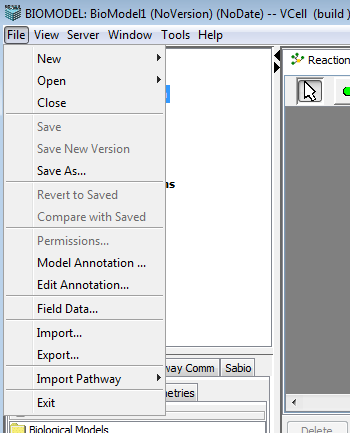 BIOMODEL: BioModel1 (NoVersion) (NoDate) -- VCell (build
File View Server Window Tools Help
New
Open
Close
Save
Save New Version
Save As...
Revert to Saved
Compare with Saved
Permissions...
Model Annotation ...
Edit Annotation...
Field Data...
Import...
Export...
Import Pathway
Exit
Reaction
ns
way Comm Sabio
metries
Biological Models
Delete